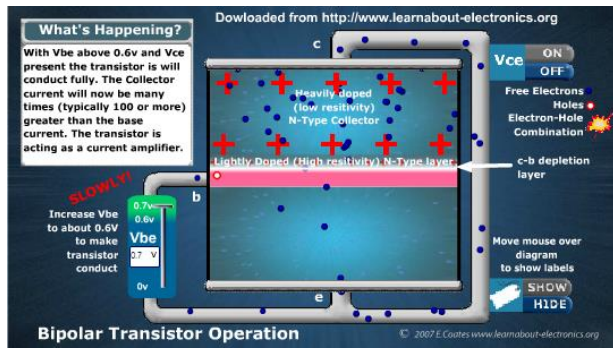 What's Happening?
Dowloaded from http://www.learnabout-electronics.org
With Vbe above 0.6v and Vce
present the transistor is will
conduct fully. The Collector
current will now be many
times (typically 100 or more)
greater than the base
current. The transistor is
acting as a current amplifier.
c
Vce
ON
OFF
Free Electrons
Holes
Electron-Hole
Combination
Heavily doped
(low resitivity)
N-Type Collector
Lightly Doped (High resitivity) N-Type layer
c-b depletion
layer
SLOWLY!
b
Increase Vbe
to about 0.6V
to make
transistor
conduct
0.7v
0.6v
Vbe
0.7 V
0v
Move mouse over
diagram
to show labels
SHOW
HIDE
e
Bipolar Transistor Operation
© 2007 E.Coates www.learnabout-electronics.org